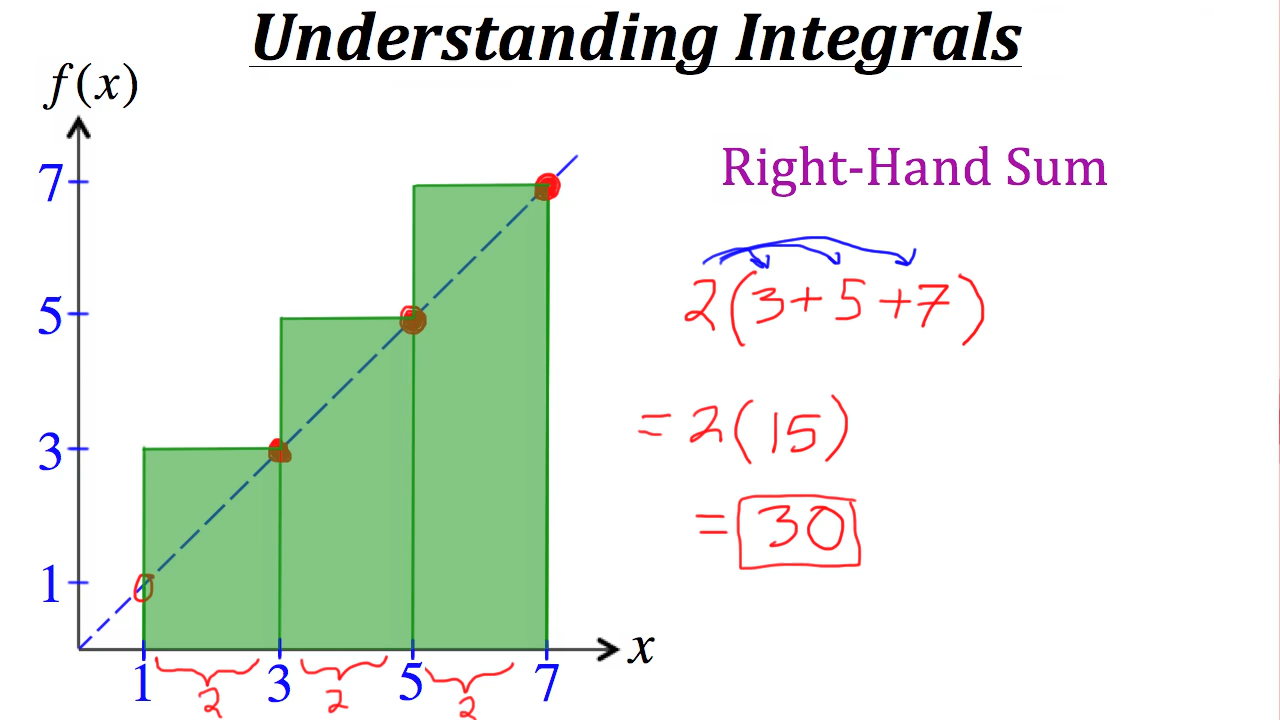 Understanding Integrals
f(x)
Right-Hand Sum
7
5
3
1
2(3+5+7)
= 2(15)
= 30
x
1 3 5 7
2 2 2